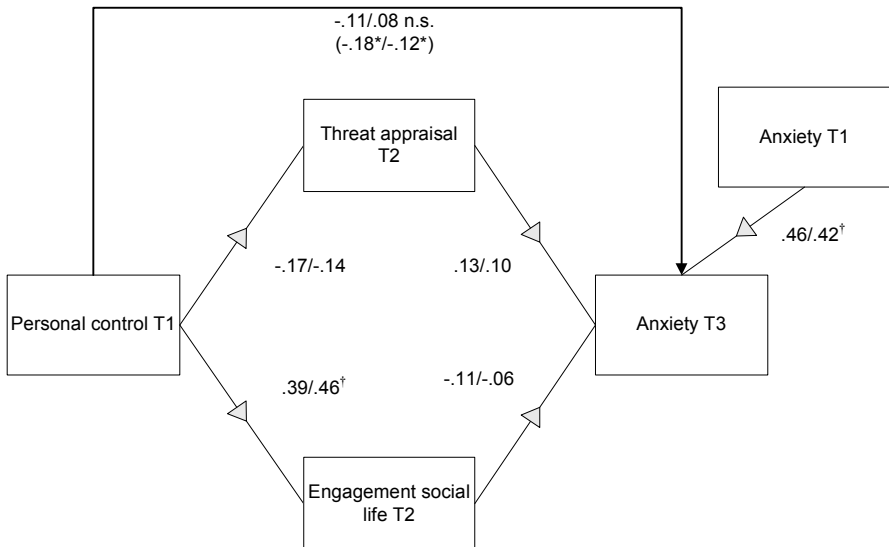 -.11/.08 n.s.
(-.18*/-.12*)
Threat appraisal
T2
Anxiety T1
.46/.42†
-.17/-.14
.13/.10
Personal control T1
Anxiety T3
.39/.46†
-.11/-.06
Engagement social
life T2